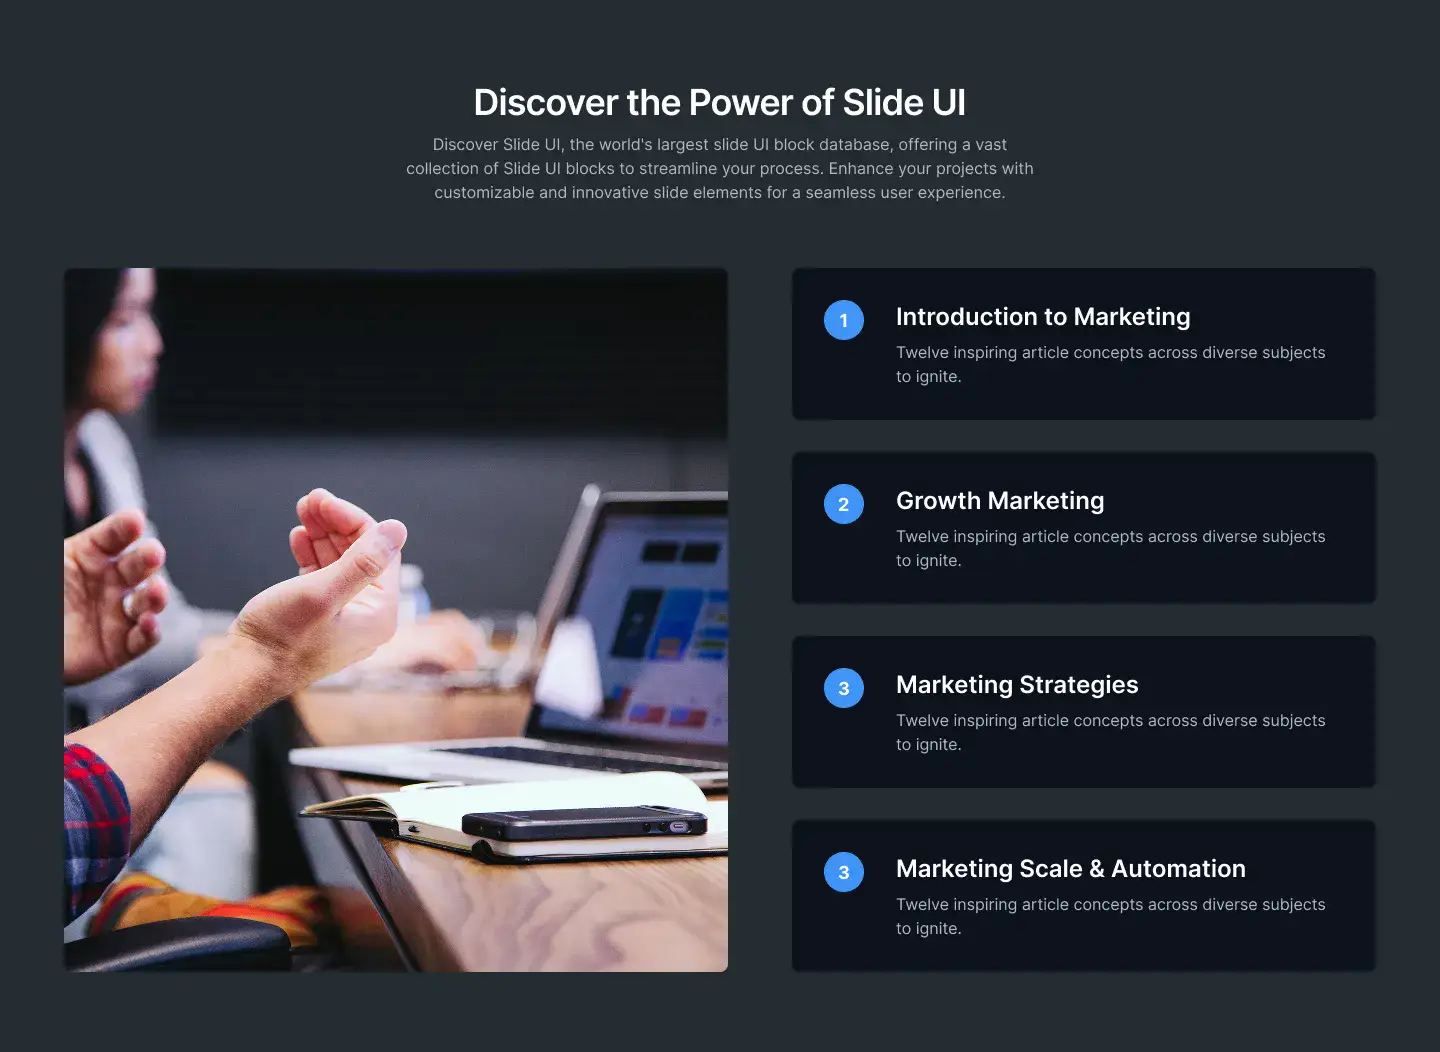 Discover the Power of Slide UI
Discover Slide UI, the world's largest slide UI block database, offering a vast
collection of Slide UI blocks to streamline your process. Enhance your projects with
customizable and innovative slide elements for a seamless user experience.
1
Introduction to Marketing
Twelve inspiring article concepts across diverse subjects
to ignite.
2
Growth Marketing
Twelve inspiring article concepts across diverse subjects
to ignite.
3
Marketing Strategies
Twelve inspiring article concepts across diverse subjects
to ignite.
3
Marketing Scale & Automation
Twelve inspiring article concepts across diverse subjects
to ignite.